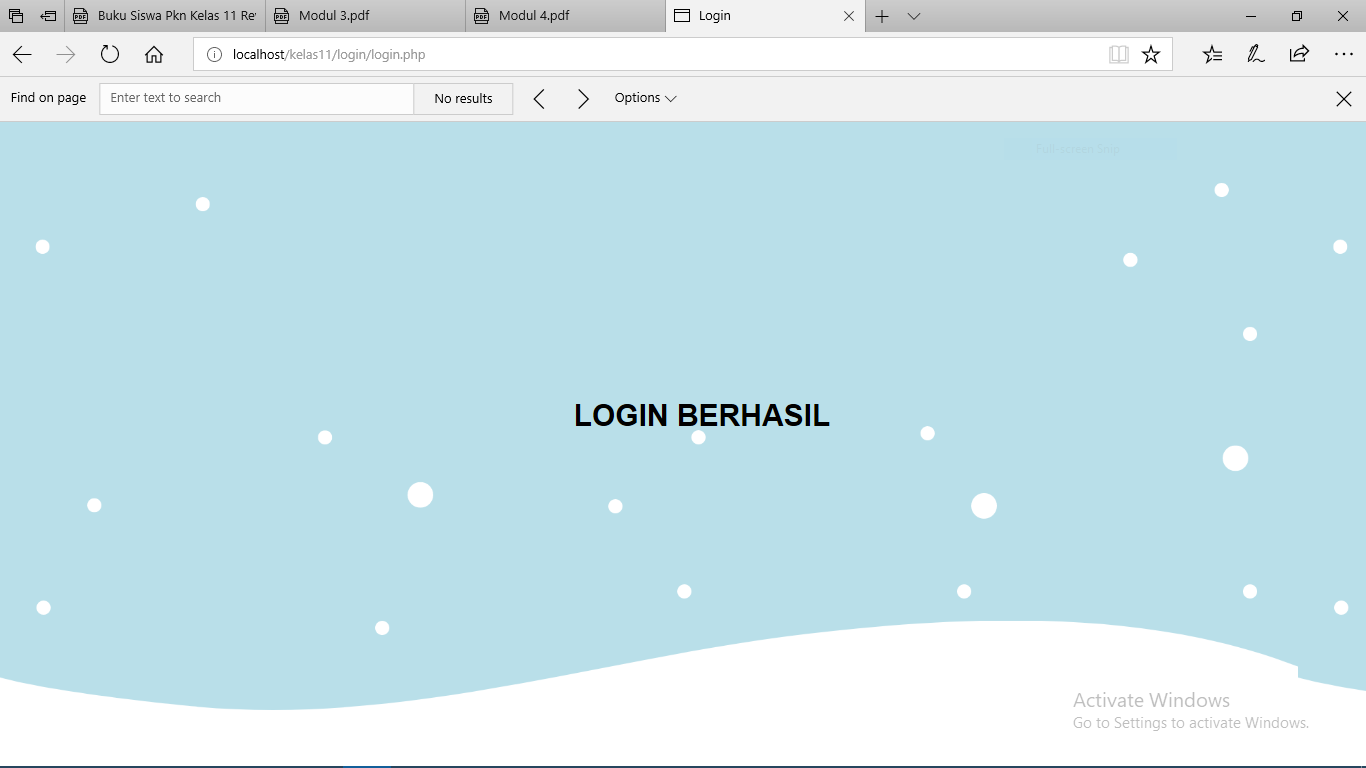 Buku Siswa Pkn Kelas 11 Re
Modul 3.pdf
Modul 4.pdf
Login
localhost/kelas11/login/login.php
Find on page
Enter text to search
No results
Options
Full-screen Snip
LOGIN BERHASIL
Activate Windows
Go to Settings to activate Windows.